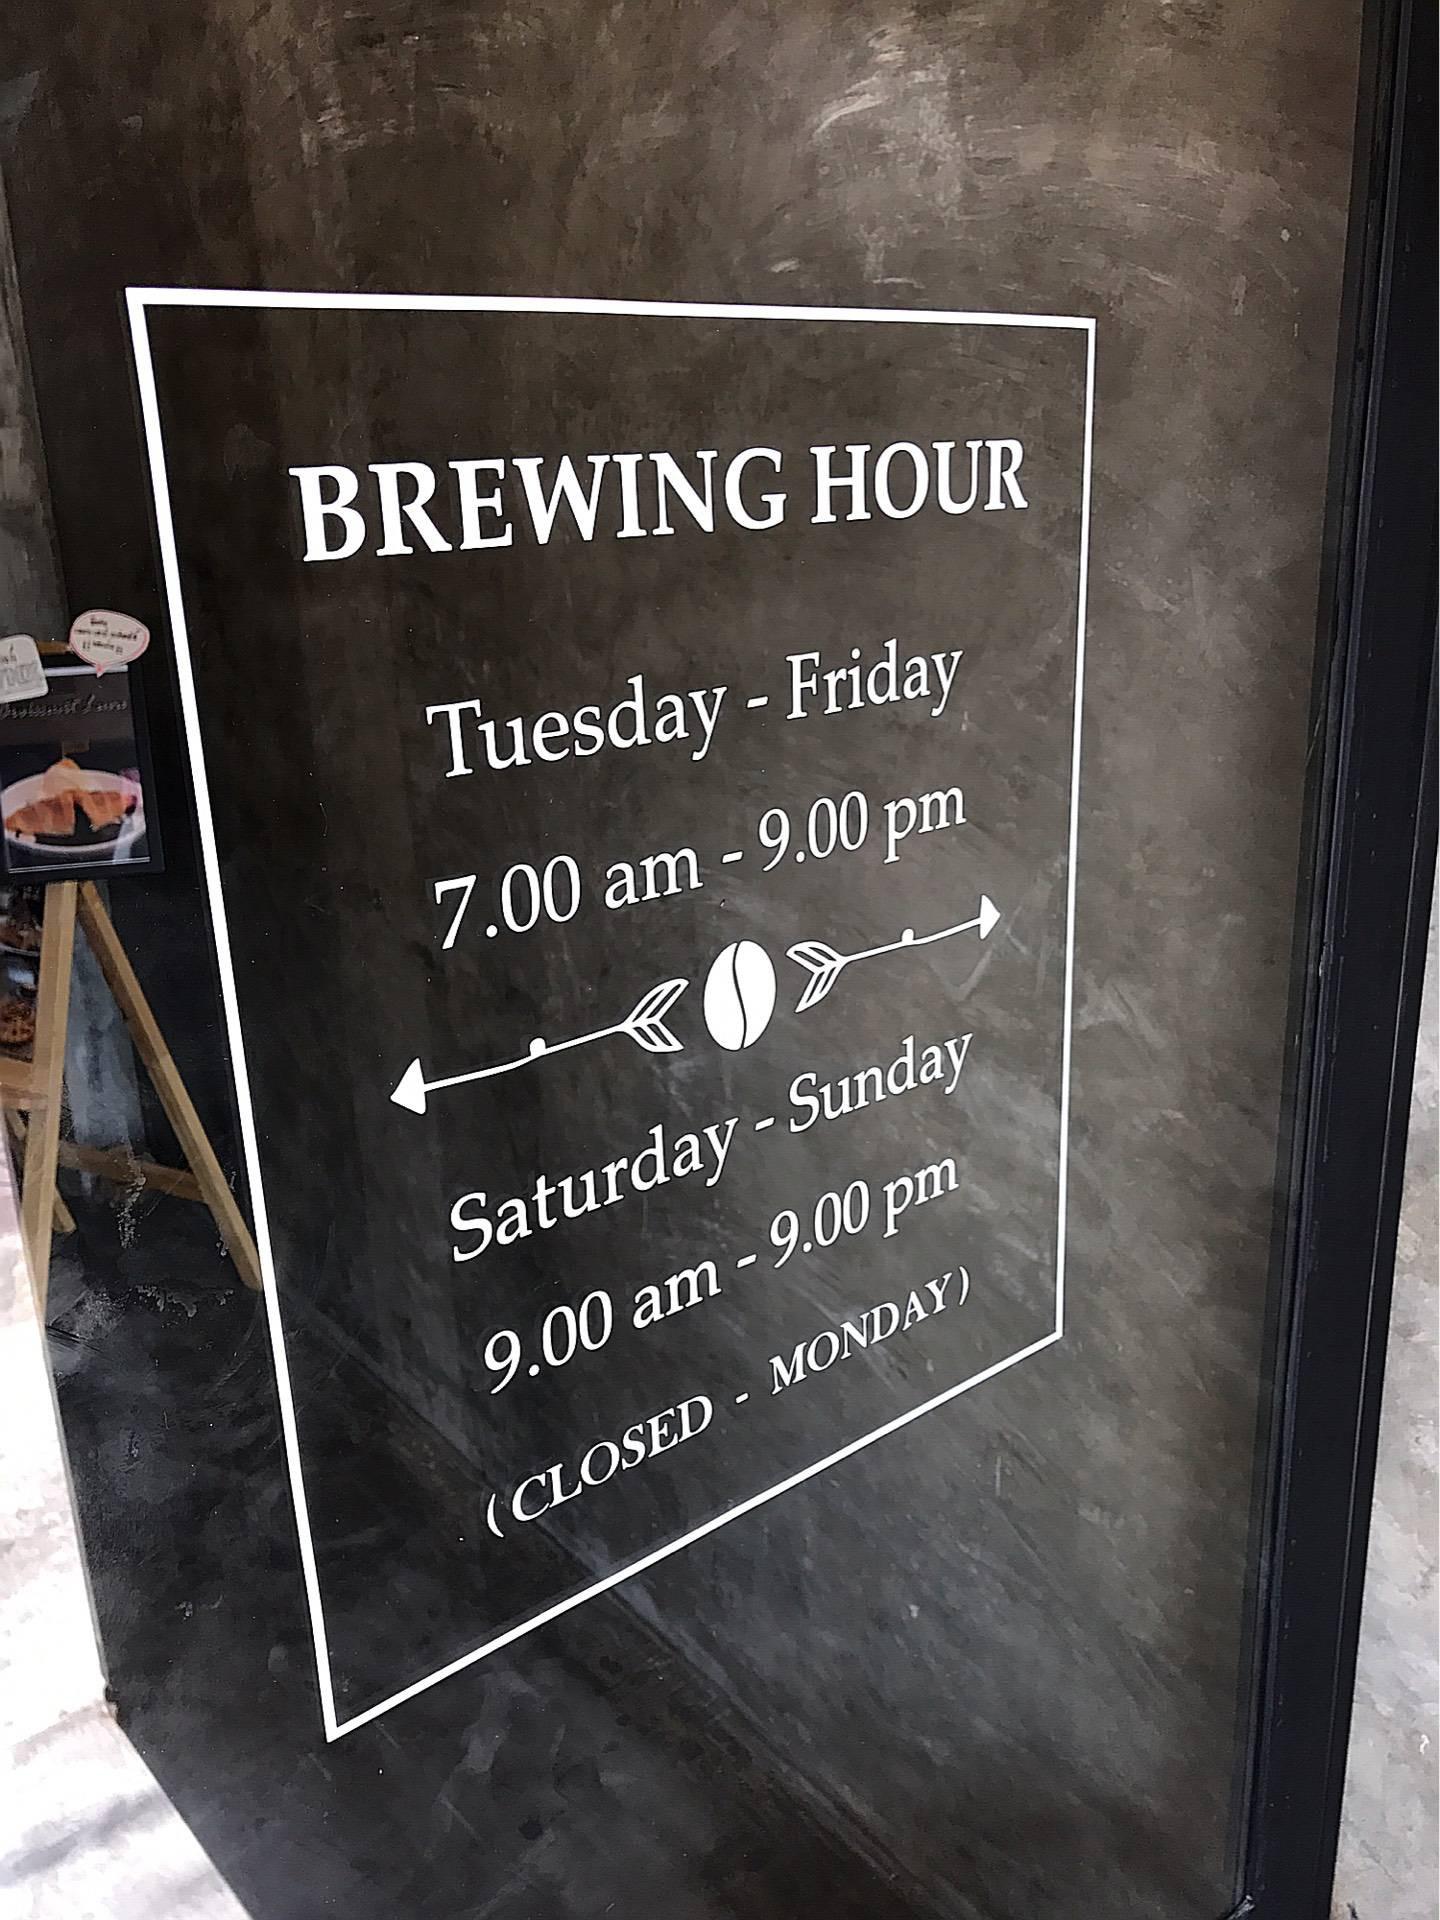 BREWING HOUR
Tuesday - Friday
7.00 am - 9.00 pm
Saturday - Sunday
9.00 am - 9.00 pm
(CLOSED - MONDAY)